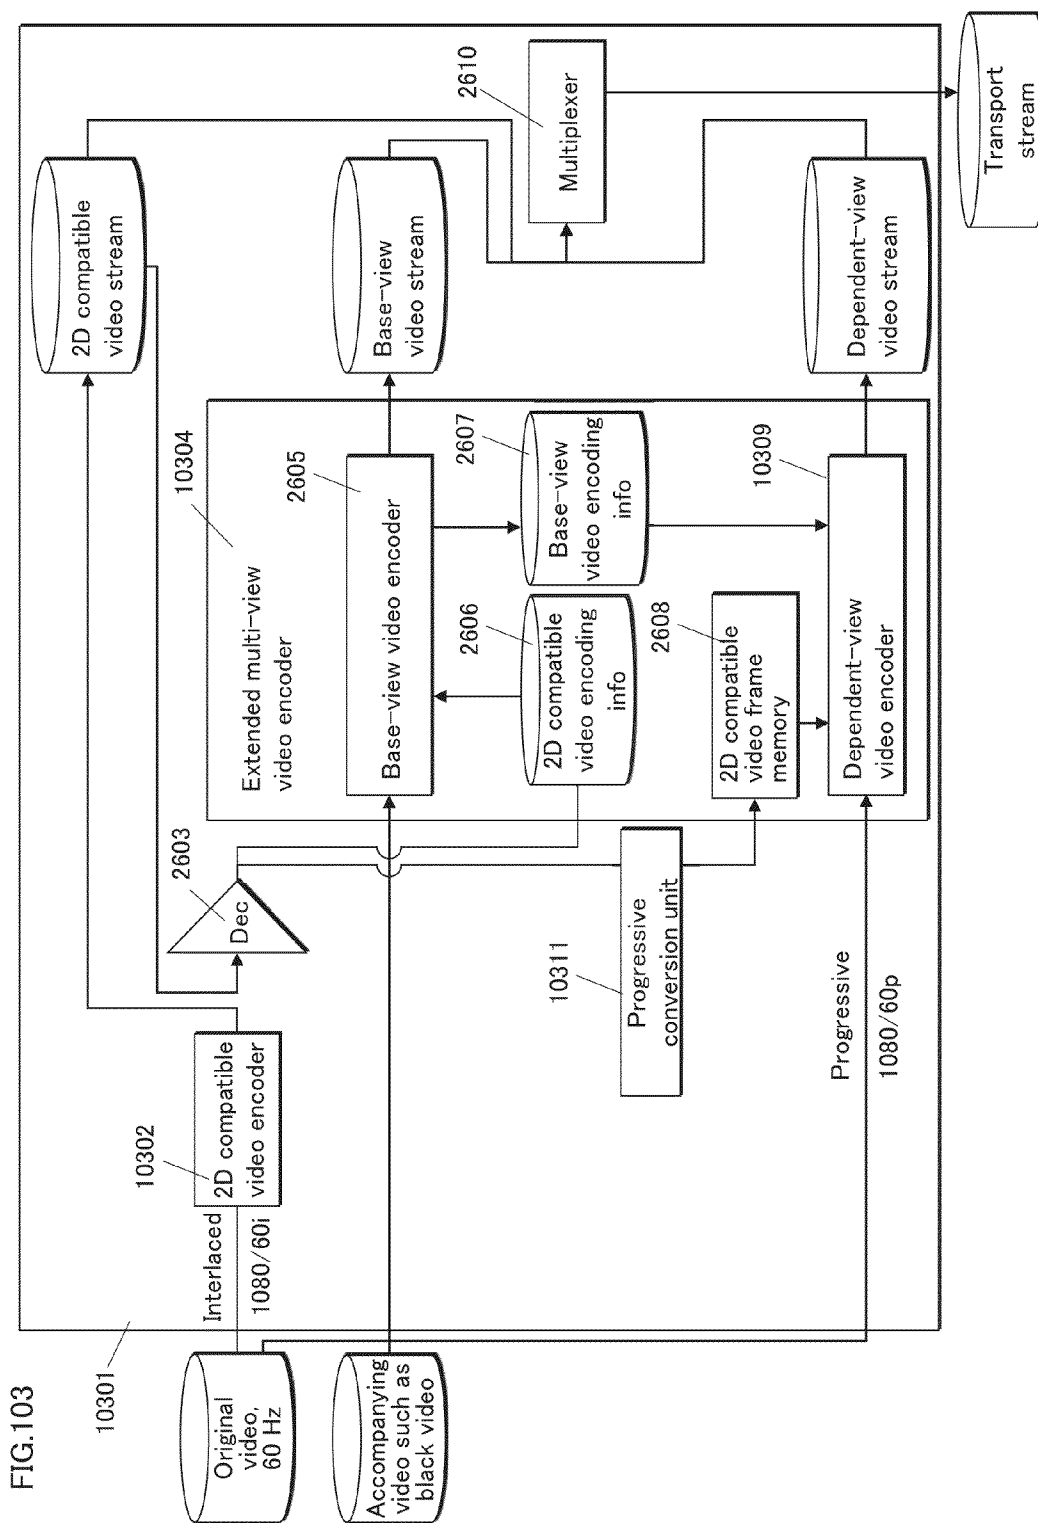 FIG.103
10301
Original
video,
60 Hz
Accompanying
video such as
black video
Interlaced
1080/60i
10302
2D compatible
video encoder
2603
Dec
2D compatible
video stream
10304
Extended multi-view
video encoder
2605
Base-view video encoder
2606
2D compatible
video encoding
info
2607
Base-view
video encoding
info
2608
2D compatible
video frame
memory
10309
Dependent-view
video encoder
10311
Progressive
conversion unit
Progressive
1080/60p
Base-view
video stream
Dependent-view
video stream
2610
Multiplexer
Transport
stream